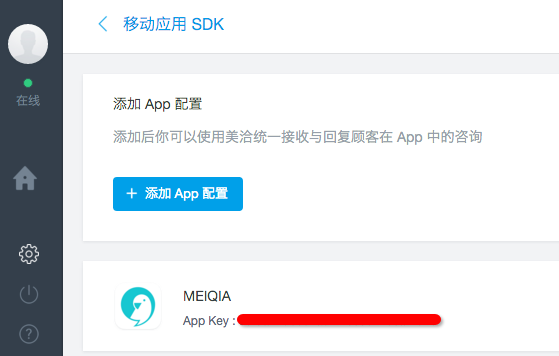 移动应用 SDK
在线
添加 App 配置
添加后你可以使用美洽统一接收与回复顾客在 App 中的咨询
+ 添加 App 配置
MEIQIA
App Key :